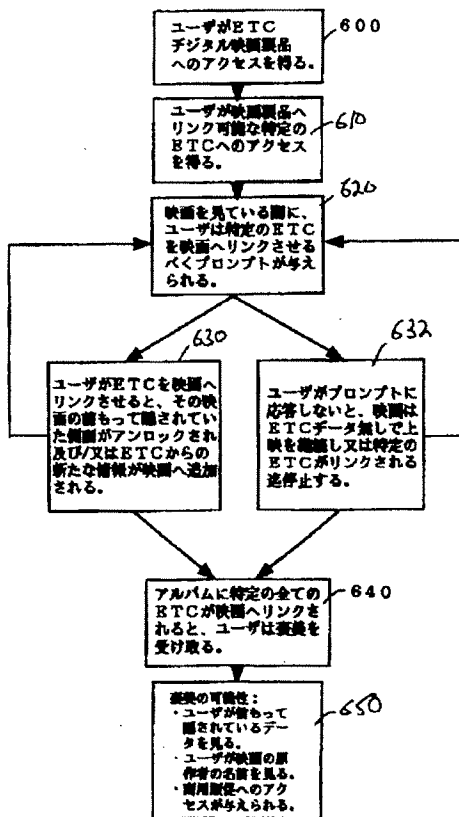 ユーザがETC
デジタル映画製品
へのアクセスを得る。
600
ユーザが映画製品へ
リンク可能な特定の
ETCへのアクセス
を得る。
610
620
映画を見ている間に、
ユーザは特定のETC
を映画へリンクさせる
べくプロンプトが与え
られる。
630
ユーザがETCを映画へ
リンクさせると、その映
画の前もって隠されてい
た側面がアンロックされ
及び/又はETCからの
新たな情報が映画へ追加
される。
632
ユーザがプロンプトに
応答しないと、映画は
ETCデータ無しで上
映を継続し又は特定の
ETCがリンクされる
迄停止する。
アルバムに特定の全ての
ETCが映画へリンクさ
れると、ユーザは褒美を
受け取る。
640
褒美の可能性：
・ユーザが前もって
隠されているデー
タを見る。
・ユーザが映画の原
作者の名前を見る。
・商用販促へのアク
セスが与えられる。
650